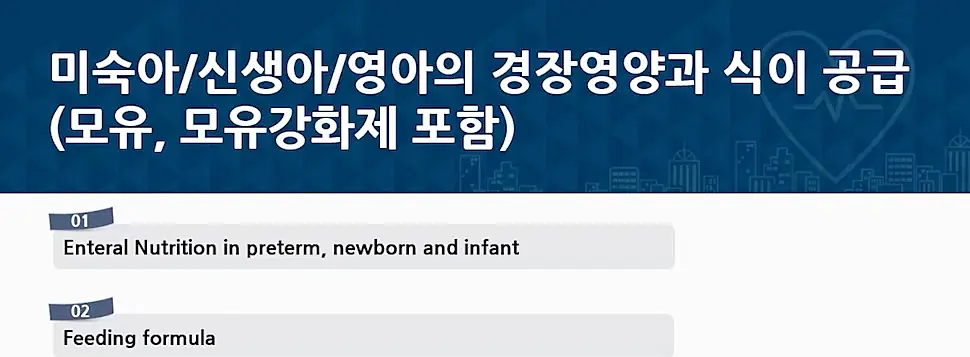 미숙아/신생아/영아의 경장영양과 식이 공급
(모유, 모유강화제 포함)
01
Enteral Nutrition in preterm, newborn and infant
02
Feeding formula